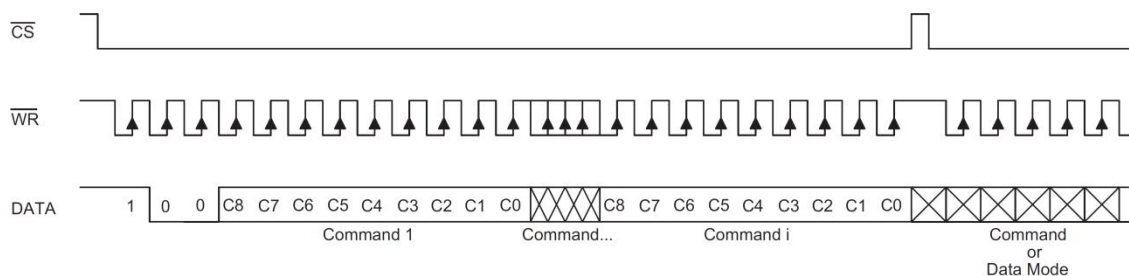 CS
WR
DATA 1 0 0 C8 C7 C6 C5 C4 C3 C2 C1 C0 C8 C7 C6 C5 C4 C3 C2 C1 C0
Command 1 Command... Command i Command
or
Data Mode